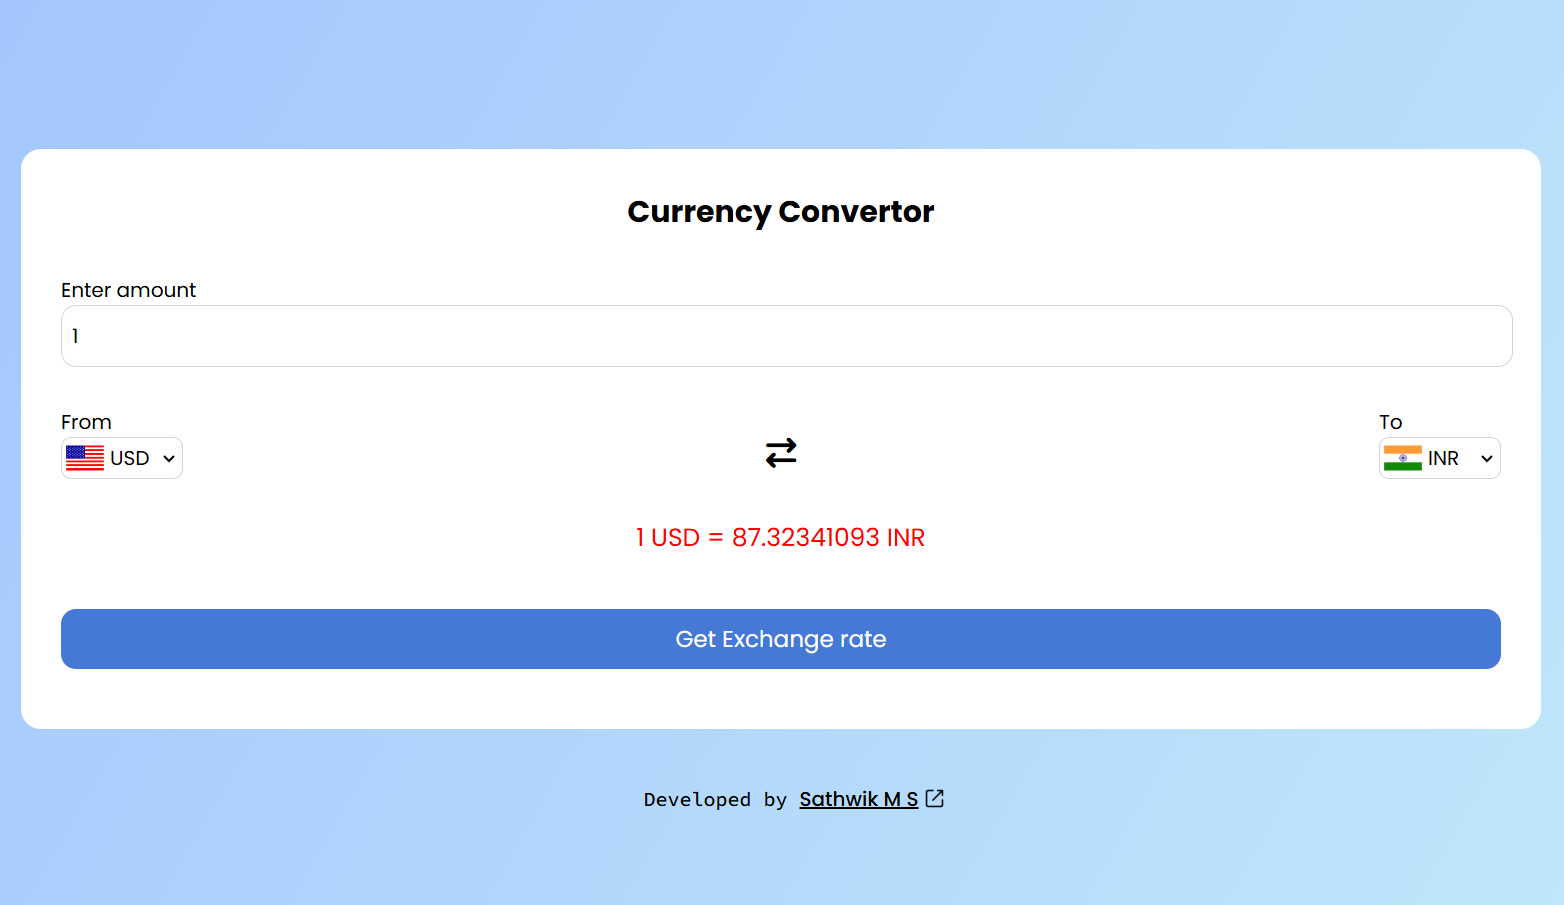 Currency Convertor
Enter amount
1
From
To
USD
INR
1 USD = 87.32341093 INR
Get Exchange rate
Developed by Sathwik M S